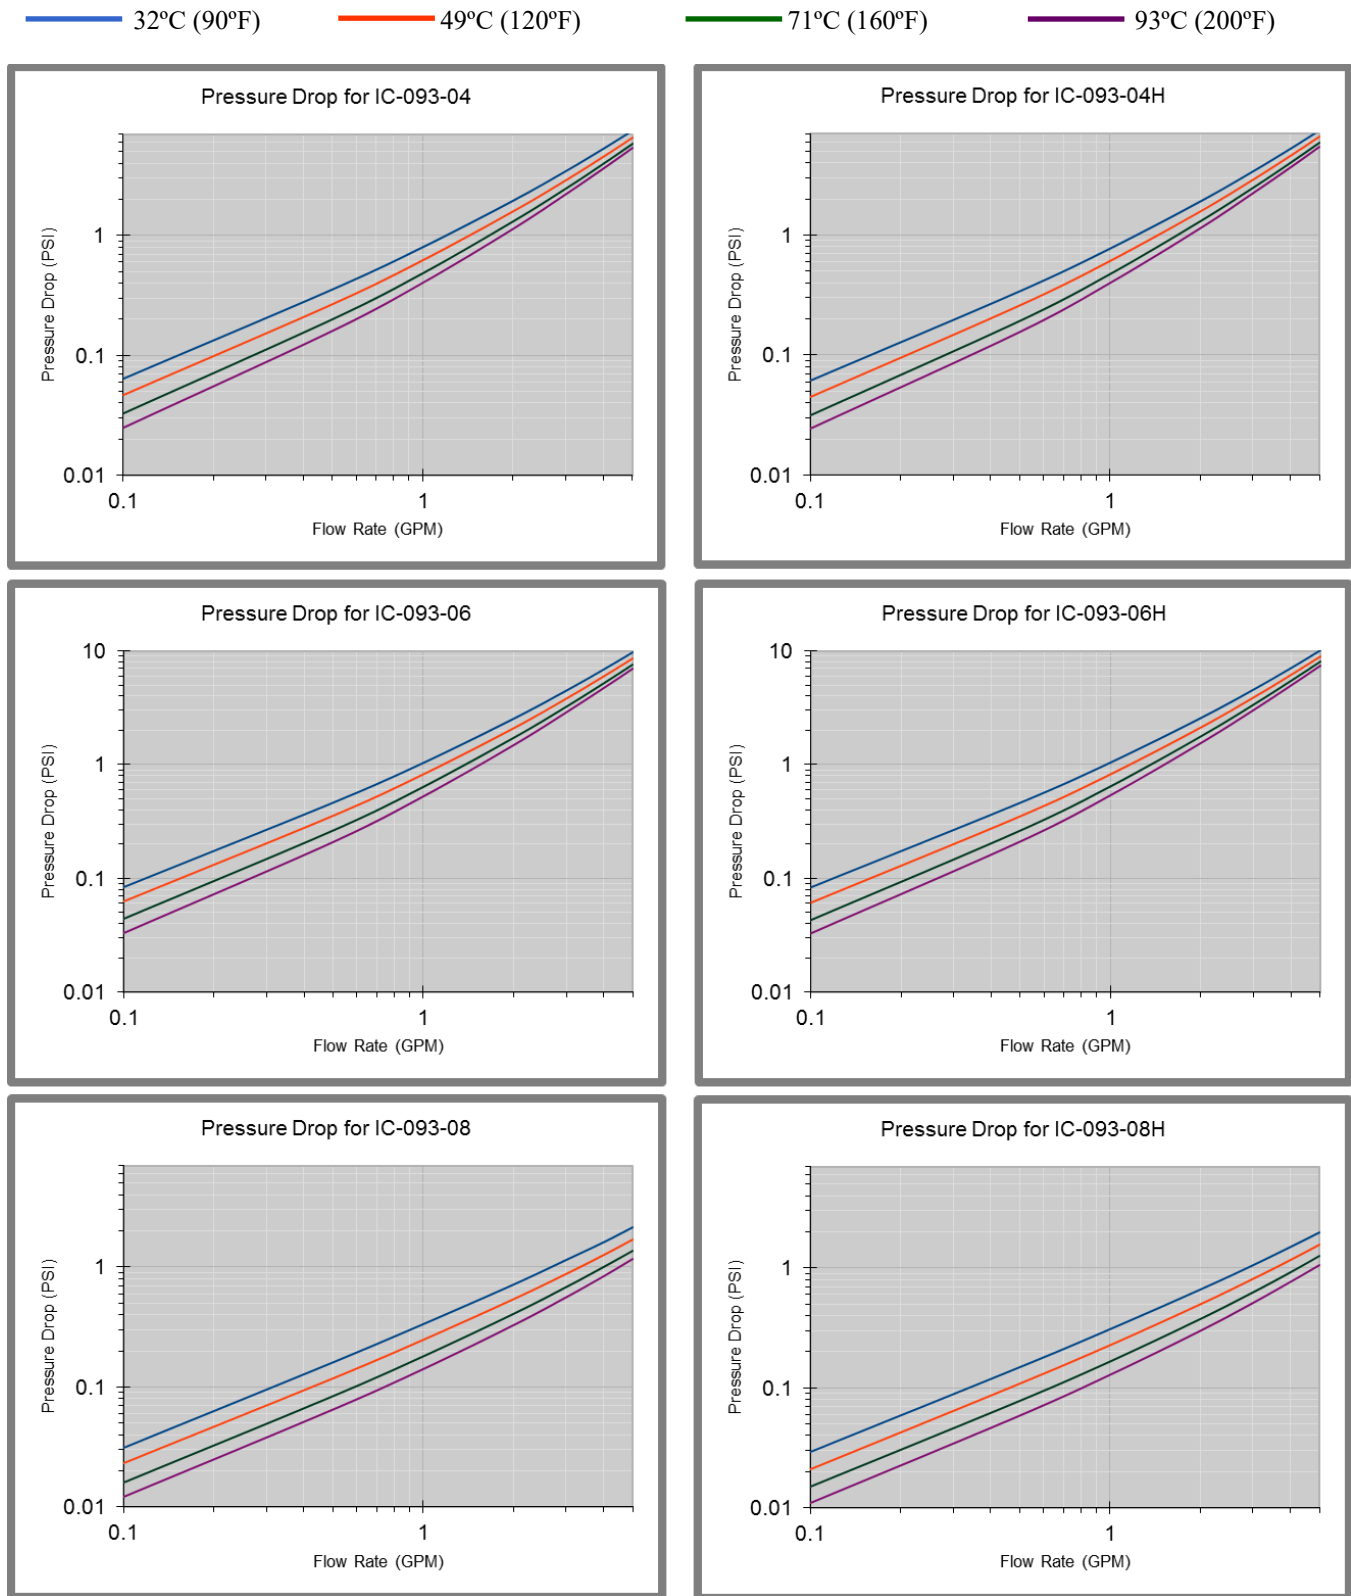 32ºC (90ºF) 49ºC (120ºF) 71ºC (160ºF) 93ºC (200ºF)
Pressure Drop for IC-093-04
Pressure Drop (PSI)
1
0.1
0.01
0.1 1
Flow Rate (GPM)
Pressure Drop for IC-093-04H
Pressure Drop (PSI)
1
0.1
0.01
0.1 1
Flow Rate (GPM)
Pressure Drop for IC-093-06
Pressure Drop (PSI)
10
1
0.1
0.01
0.1 1
Flow Rate (GPM)
Pressure Drop for IC-093-06H
Pressure Drop (PSI)
10
1
0.1
0.01
0.1 1
Flow Rate (GPM)
Pressure Drop for IC-093-08
Pressure Drop (PSI)
1
0.1
0.01
0.1 1
Flow Rate (GPM)
Pressure Drop for IC-093-08H
Pressure Drop (PSI)
1
0.1
0.01
0.1 1
Flow Rate (GPM)